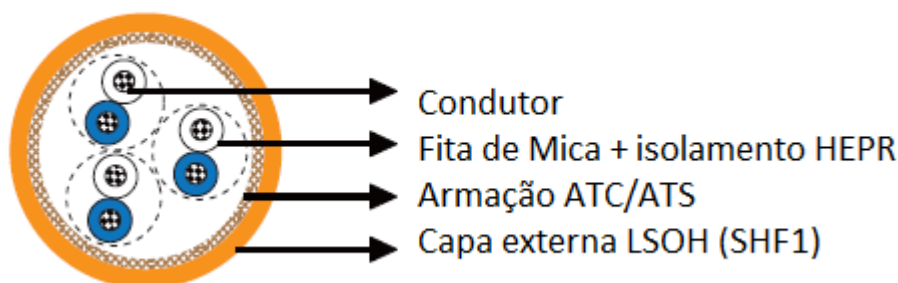 Condutor
Fita de Mica + isolamento HEPR
Armação ATC/ATS
Capa externa LSOH (SHF1)